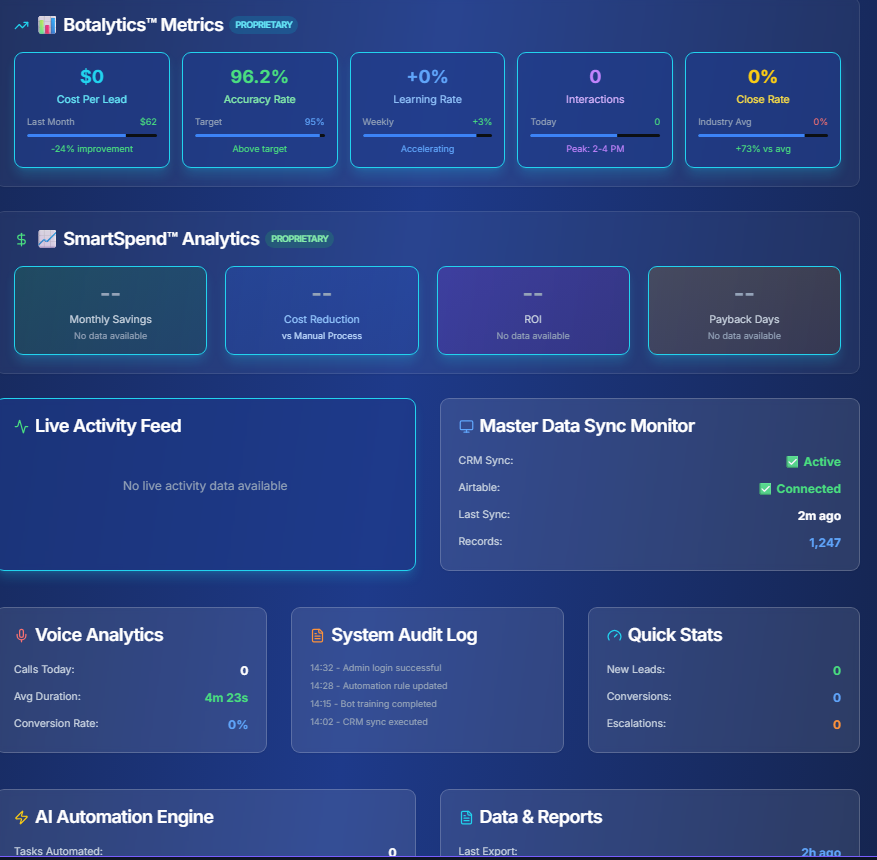 Botalytics™ Metrics PROPRIETARY
$0 96.2% +0% 0 0%
Cost Per Lead Accuracy Rate Learning Rate Interactions Close Rate
Last Month $62 Target 95% Weekly +3% Today 0 Industry Avg 0%
-24% improvement Above target Accelerating Peak: 2-4 PM +73% vs avg
SmartSpend™ Analytics PROPRIETARY
-- -- -- --
Monthly Savings Cost Reduction ROI Payback Days
No data available vs Manual Process No data available No data available
Live Activity Feed
No live activity data available
Master Data Sync Monitor
CRM Sync: ✅ Active
Airtable: ✅ Connected
Last Sync: 2m ago
Records: 1,247
Voice Analytics
Calls Today: 0
Avg Duration: 4m 23s
Conversion Rate: 0%
System Audit Log
14:32 - Admin login successful
14:28 - Automation rule updated
14:15 - Bot training completed
14:02 - CRM sync executed
Quick Stats
New Leads: 0
Conversions: 0
Escalations: 0
AI Automation Engine
Tasks Automated: 0
Data & Reports
Last Export: 2h ago